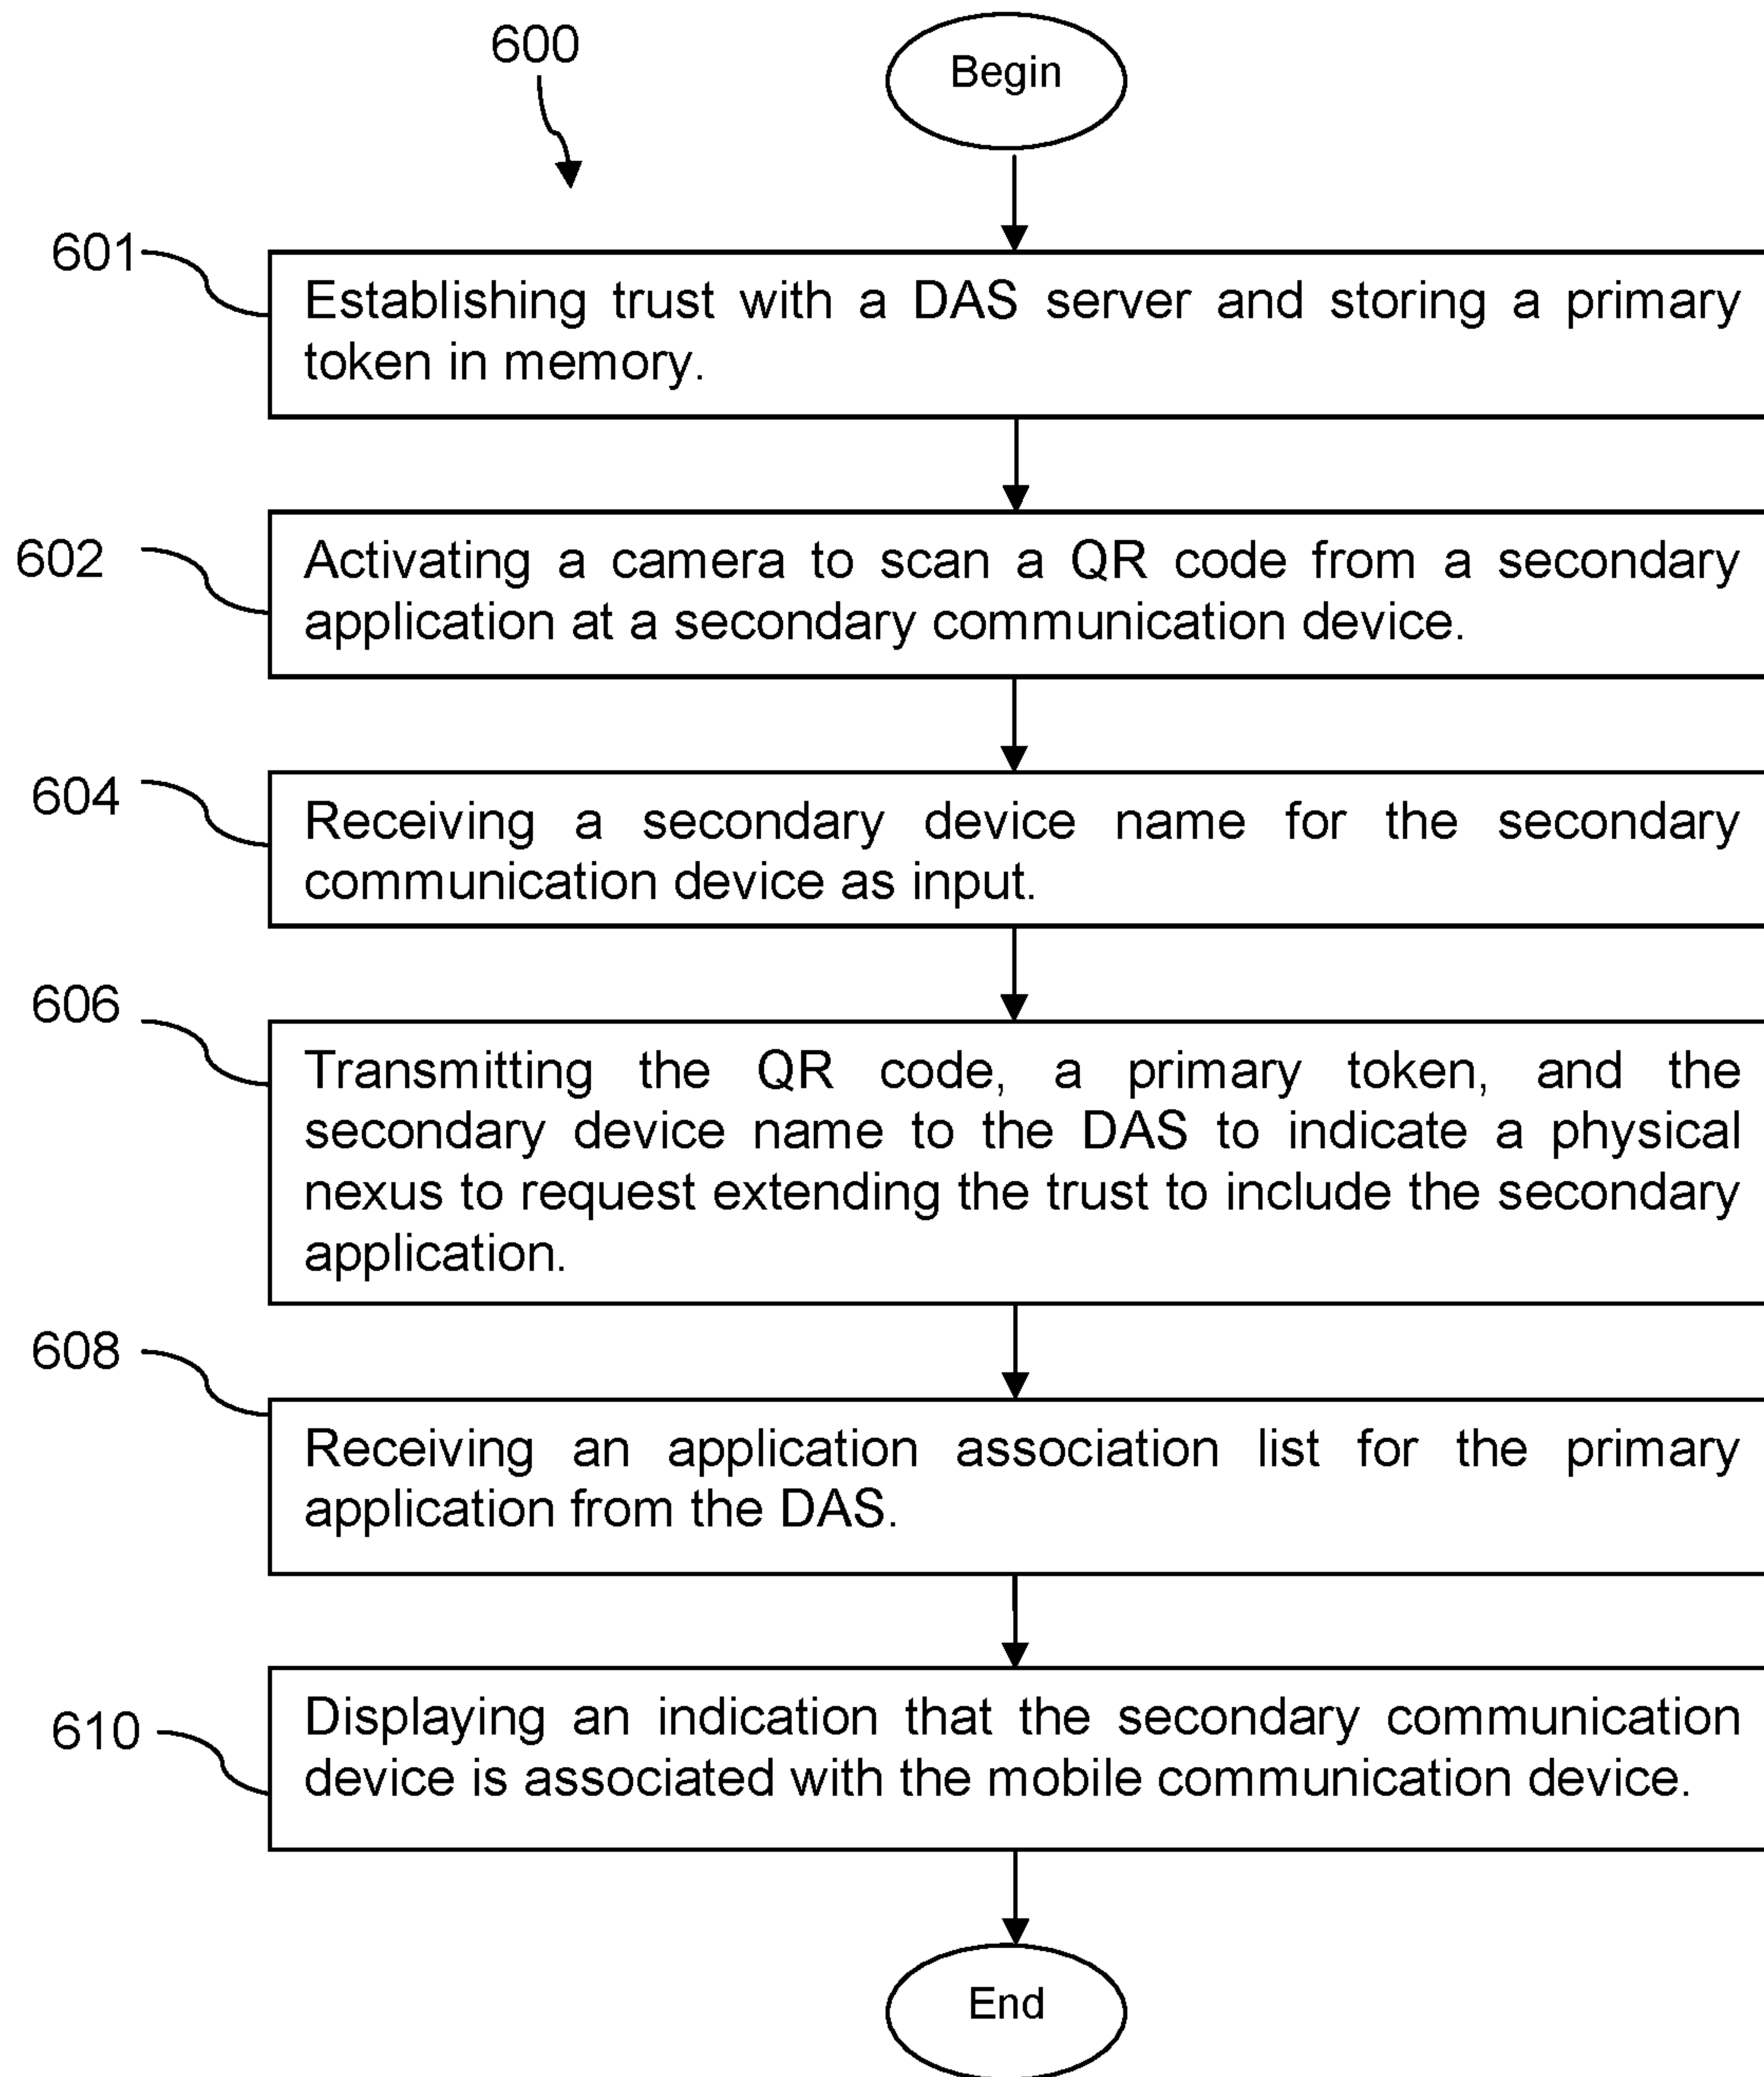 600
Begin
601
Establishing trust with a DAS server and storing a primary
token in memory.
602
Activating a camera to scan a QR code from a secondary
application at a secondary communication device.
604
Receiving a secondary device name for the secondary
communication device as input.
606
Transmitting the QR code, a primary token, and the
secondary device name to the DAS to indicate a physical
nexus to request extending the trust to include the secondary
application.
608
Receiving an application association list for the primary
application from the DAS.
610
Displaying an indication that the secondary communication
device is associated with the mobile communication device.
End